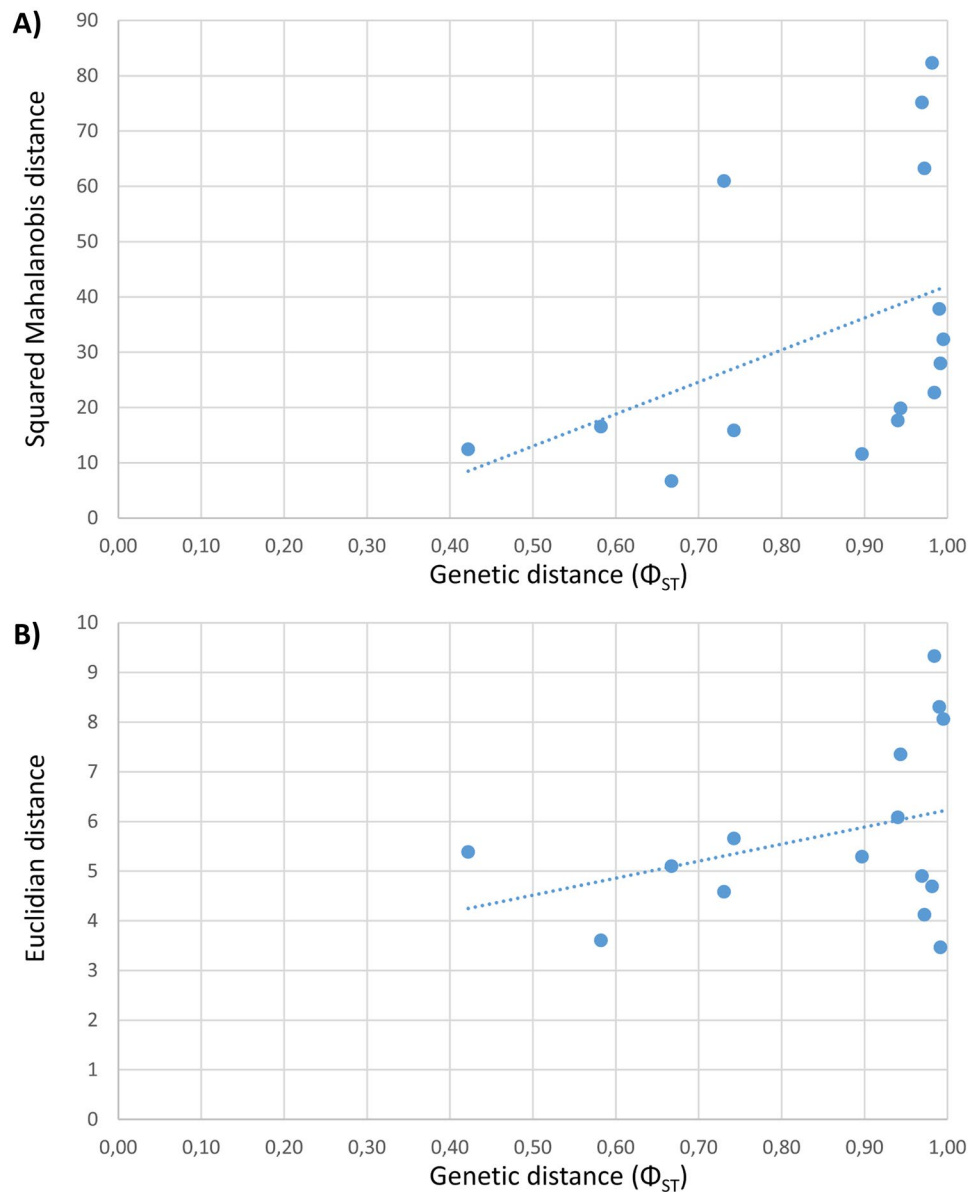 A)
Squared Mahalanobis distance
90
80
70
60
50
40
30
20
10
0
0,00 0,10 0,20 0,30 0,40 0,50 0,60 0,70 0,80 0,90 1,00
Genetic distance (ΦST)
B)
Euclidian distance
10
9
8
7
6
5
4
3
2
1
0
0,00 0,10 0,20 0,30 0,40 0,50 0,60 0,70 0,80 0,90 1,00
Genetic distance (ΦST)